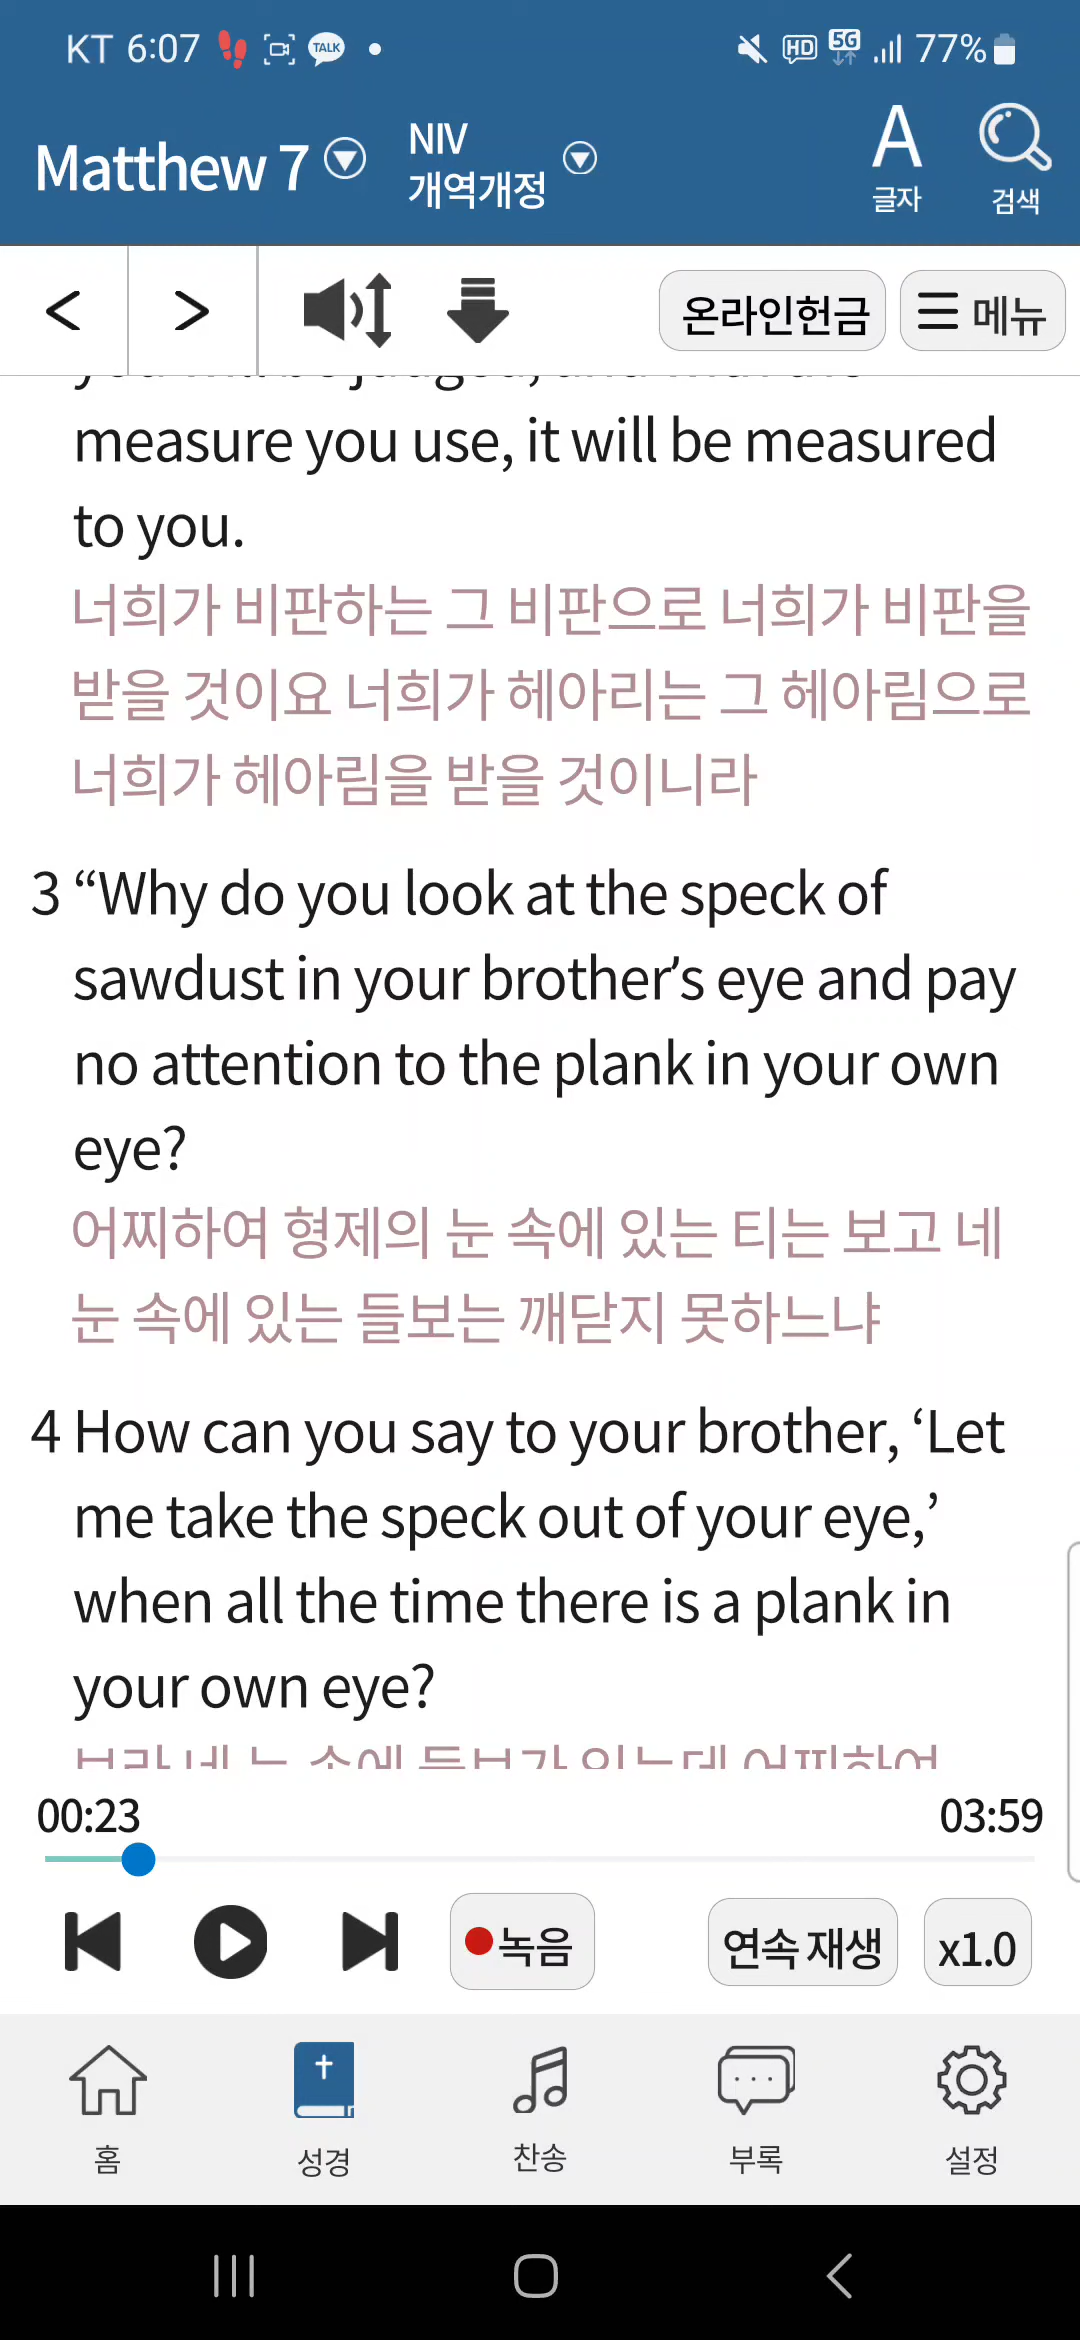 KT 6:07 TALK HD 5G 77%
Matthew 7 NIV 개역개정 A 글자 검색
< > 온라인헌금 메뉴
measure you use, it will be measured
to you.
너희가 비판하는 그 비판으로 너희가 비판을
받을 것이요 너희가 헤아리는 그 헤아림으로
너희가 헤아림을 받을 것이니라
3 “Why do you look at the speck of
sawdust in your brother’s eye and pay
no attention to the plank in your own
eye?
어찌하여 형제의 눈 속에 있는 티는 보고 네
눈 속에 있는 들보는 깨닫지 못하느냐
4 How can you say to your brother, ‘Let
me take the speck out of your eye,’
when all the time there is a plank in
your own eye?
00:23 03:59
녹음 연속 재생 x1.0
홈 성경 찬송 부록 설정